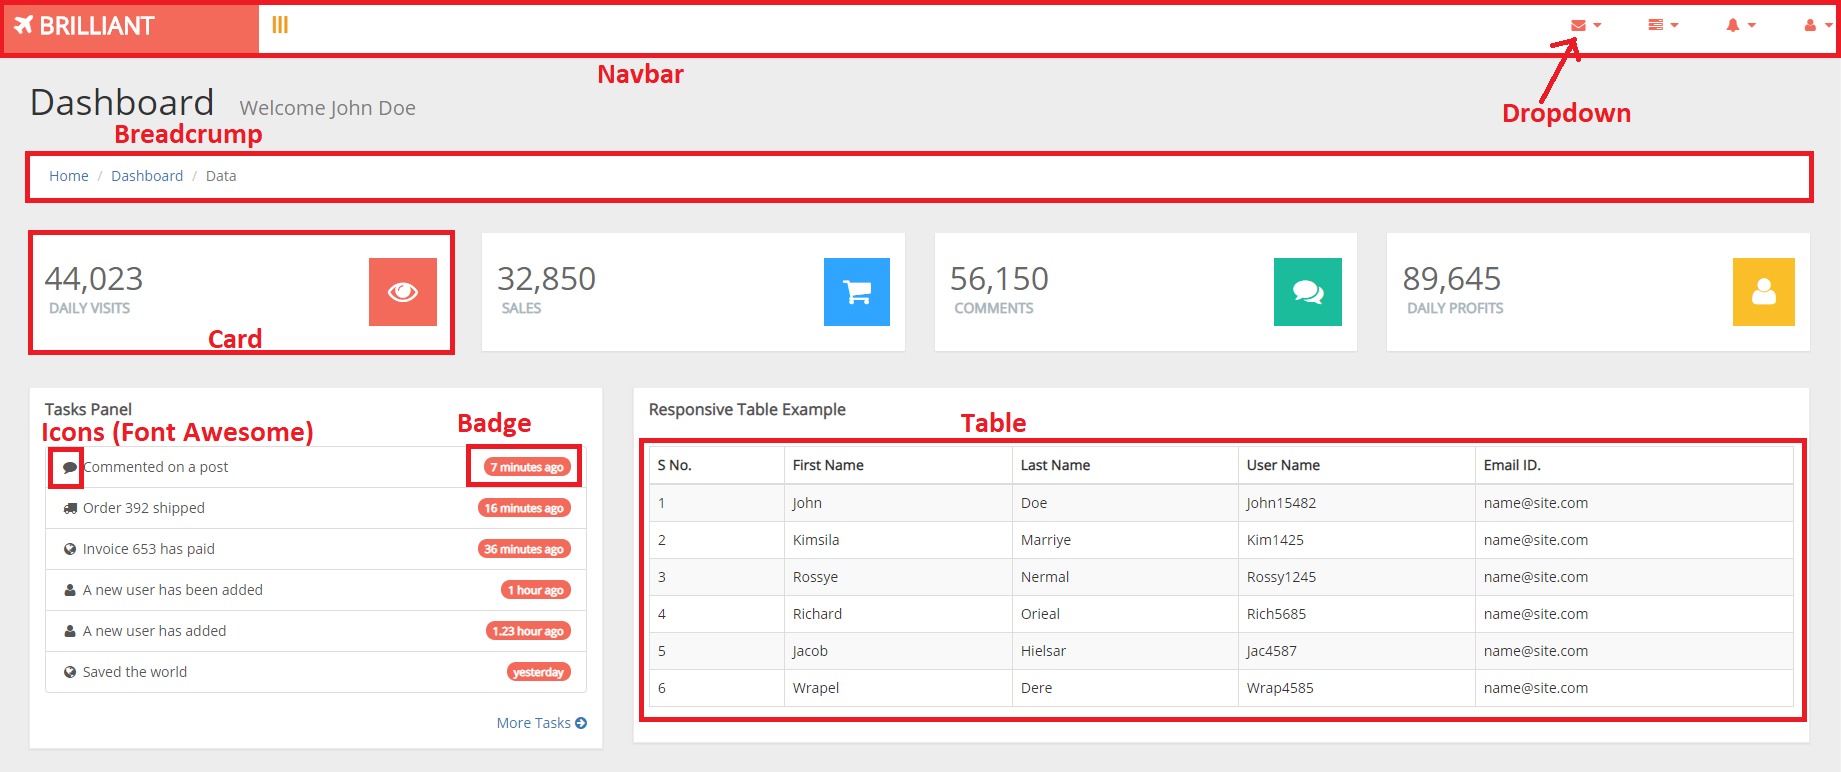 BRILLIANT
Navbar
Dashboard Welcome John Doe
Dropdown
Breadcrump
Home / Dashboard / Data
44,023
DAILY VISITS
Card
32,850
SALES
56,150
COMMENTS
89,645
DAILY PROFITS
Tasks Panel
Icons (Font Awesome)
Badge
Commented on a post 7 minutes ago
Order 392 shipped 16 minutes ago
Invoice 653 has paid 36 minutes ago
A new user has been added 1 hour ago
A new user has added 1.23 hour ago
Saved the world yesterday
More Tasks
Responsive Table Example
Table
S No. First Name Last Name User Name Email ID.
1 John Doe John15482 name@site.com
2 Kimsila Marriye Kim1425 name@site.com
3 Rossye Nermal Rossy1245 name@site.com
4 Richard Orieal Rich5685 name@site.com
5 Jacob Hielsar Jac4587 name@site.com
6 Wrapel Dere Wrap4585 name@site.com